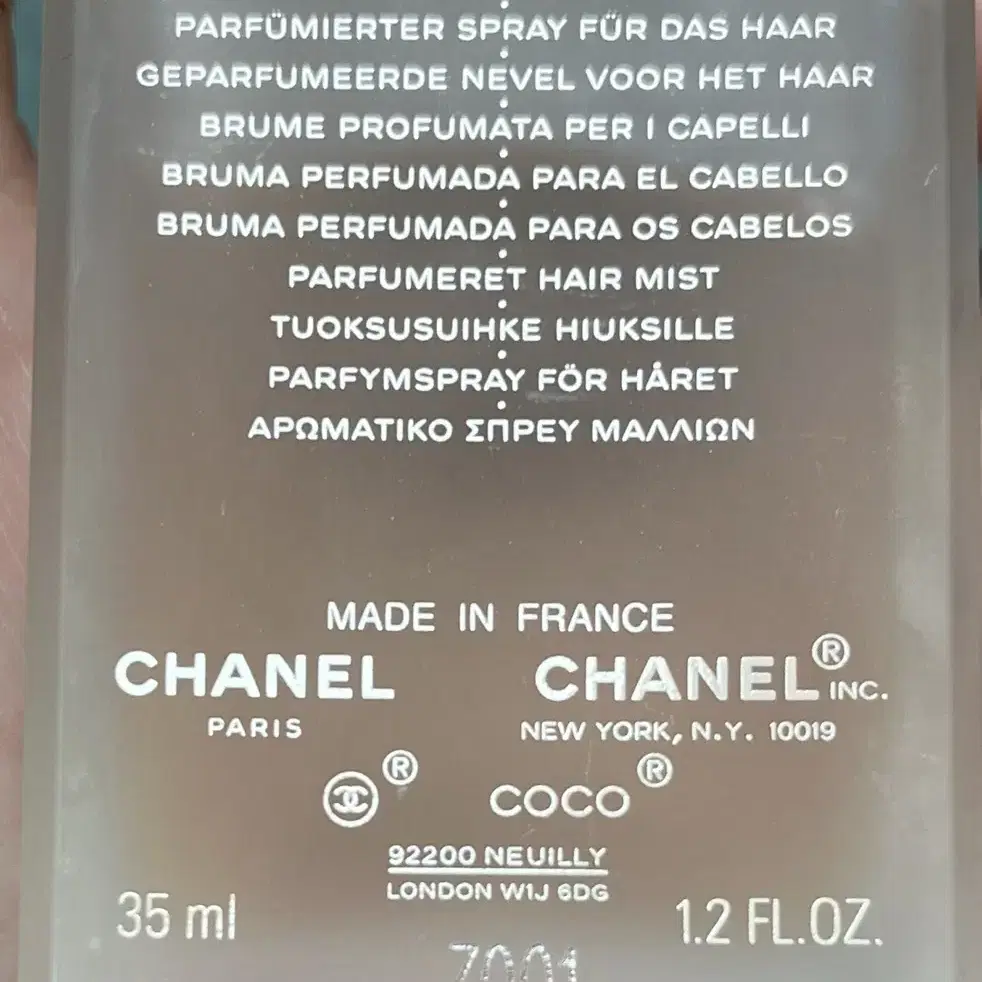 PARFÜMIERTER SPRAY FÜR DAS HAAR
GEPARFUMEERDE NEVEL VOOR HET HAAR
BRUME PROFUMATA PER I CAPELLI
BRUMA PERFUMADA PARA EL CABELLO
BRUMA PERFUMADA PARA OS CABELOS
PARFUMERET HAIR MIST
TUOKSUSUIHKE HIUKSILLE
PARFYMSPRAY FÖR HÅRET
ΑΡΩΜΑΤΙΚΟ ΣΠΡΕΥ ΜΑΛΛΙΩΝ
MADE IN FRANCE
CHANEL CHANEL® INC.
PARIS NEW YORK, N.Y. 10019
® COCO®
92200 NEUILLY
LONDON W1J 6DG
35 ml 1.2 FL.OZ.
7001